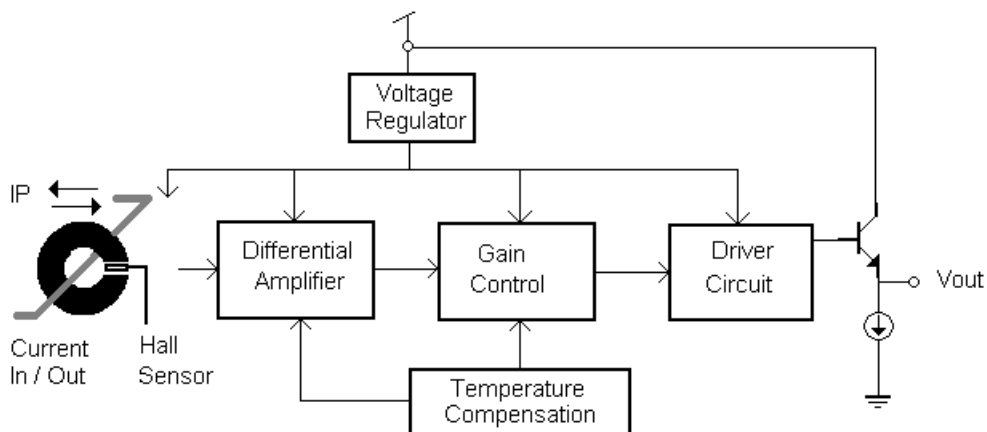 Voltage
Regulator
IP
Differential
Amplifier
Gain
Control
Driver
Circuit
Vout
Current
In / Out
Hall
Sensor
Temperature
Compensation